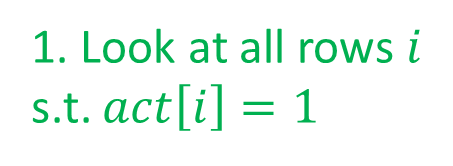 1. Look at all rows i
s.t. act[i] = 1